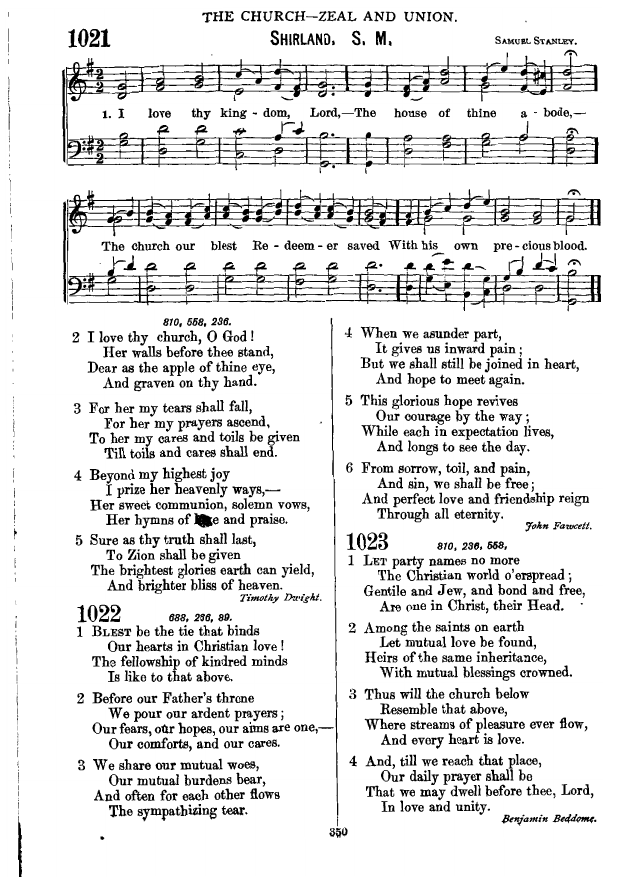 THE CHURCH—ZEAL AND UNION.
1021 SHIRLAND. S. M. SAMUEL STANLEY.
1. I love thy king - dom, Lord,—The house of thine a - bode,—
The church our blest Re - deem - er saved With his own pre - cious blood.
810, 558, 236.
2 I love thy church, O God!
Her walls before thee stand,
Dear as the apple of thine eye,
And graven on thy hand.
3 For her my tears shall fall,
For her my prayers ascend,
To her my cares and toils be given
Till toils and cares shall end.
4 Beyond my highest joy
I prize her heavenly ways,—
Her sweet communion, solemn vows,
Her hymns of and praise.
5 Sure as thy truth shall last,
To Zion shall be given
The brightest glories earth can yield,
And brighter bliss of heaven.
Timothy Dwight.
1022 688, 236, 89.
1 BLEST be the tie that binds
Our hearts in Christian love!
The fellowship of kindred minds
Is like to that above.
2 Before our Father's throne
We pour our ardent prayers;
Our fears, our hopes, our aims are one,—
Our comforts, and our cares.
3 We share our mutual woes,
Our mutual burdens bear,
And often for each other flows
The sympathizing tear.
4 When we asunder part,
It gives us inward pain;
But we shall still be joined in heart,
And hope to meet again.
5 This glorious hope revives
Our courage by the way;
While each in expectation lives,
And longs to see the day.
6 From sorrow, toil, and pain,
And sin, we shall be free;
And perfect love and friendship reign
Through all eternity.
John Fawcett.
1023 810, 236, 558,
1 LET party names no more
The Christian world o'erspread;
Gentile and Jew, and bond and free,
Are one in Christ, their Head.
2 Among the saints on earth
Let mutual love be found,
Heirs of the same inheritance,
With mutual blessings crowned.
3 Thus will the church below
Resemble that above,
Where streams of pleasure ever flow,
And every heart is love.
4 And, till we reach that place,
Our daily prayer shall be
That we may dwell before thee, Lord,
In love and unity.
Benjamin Beddome.
350